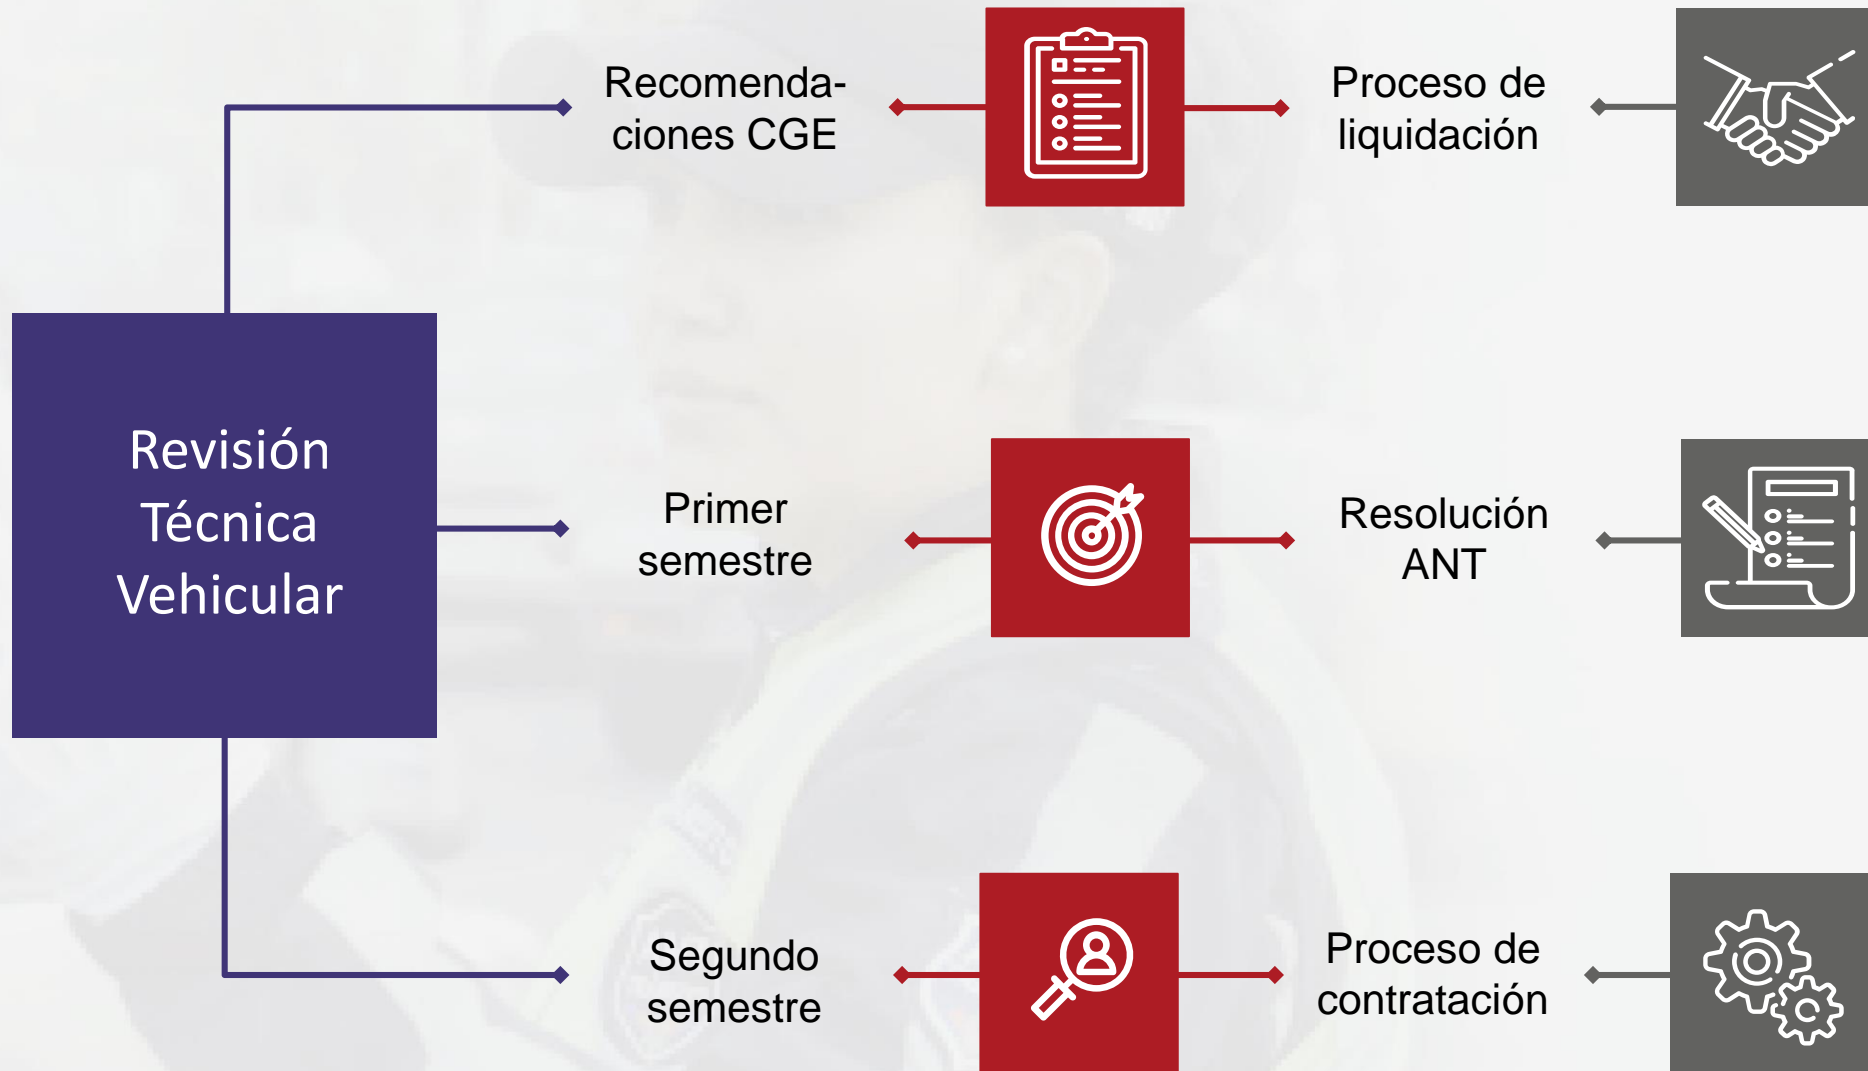 Recomenda-
ciones CGE
Proceso de
liquidación
Revisión
Técnica
Vehicular
Primer
semestre
Resolución
ANT
Segundo
semestre
Proceso de
contratación